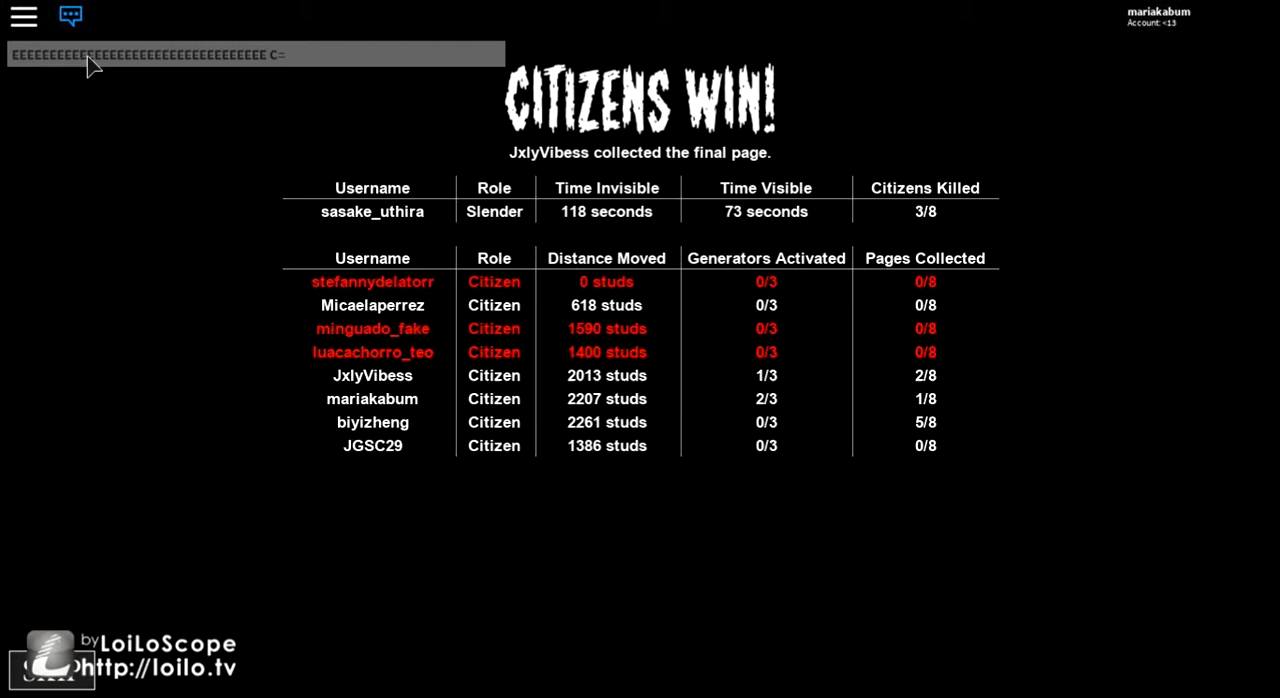 mariakabum
Account: <13
EEEEEEEEEEEEEEEEEEEEEEEEEEEEEEEEEE C=
CITIZENS WIN!
JxlyVibess collected the final page.
Username Role Time Invisible Time Visible Citizens Killed
sasake_uthira Slender 118 seconds 73 seconds 3/8
Username Role Distance Moved Generators Activated Pages Collected
stefannydelatorr Citizen 0 studs 0/3 0/8
Micaelaperrez Citizen 618 studs 0/3 0/8
minguado_fake Citizen 1590 studs 0/3 0/8
luacachorro_teo Citizen 1400 studs 0/3 0/8
JxlyVibess Citizen 2013 studs 1/3 2/8
mariakabum Citizen 2207 studs 2/3 1/8
biyizheng Citizen 2261 studs 0/3 5/8
JGSC29 Citizen 1386 studs 0/3 0/8
by LoiLoScope
http://loilo.tv